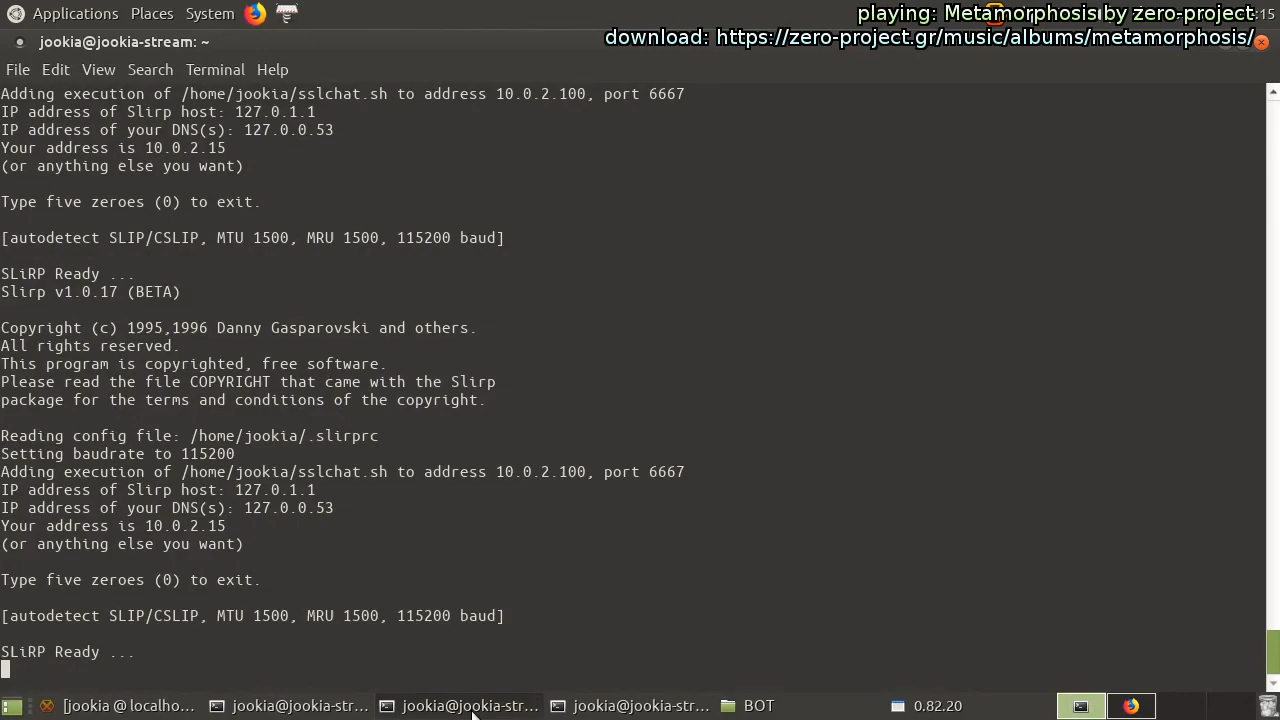 Applications Places System
playing: Metamorphosis by zero-project
:15
jookia@jookia-stream: ~
download: https://zero-project.gr/music/albums/metamorphosis/
File Edit View Search Terminal Help
Adding execution of /home/jookia/sslchat.sh to address 10.0.2.100, port 6667
IP address of Slirp host: 127.0.1.1
IP address of your DNS(s): 127.0.0.53
Your address is 10.0.2.15
(or anything else you want)
Type five zeroes (0) to exit.
[autodetect SLIP/CSLIP, MTU 1500, MRU 1500, 115200 baud]
SLiRP Ready ...
Slirp v1.0.17 (BETA)
Copyright (c) 1995,1996 Danny Gasparovski and others.
All rights reserved.
This program is copyrighted, free software.
Please read the file COPYRIGHT that came with the Slirp
package for the terms and conditions of the copyright.
Reading config file: /home/jookia/.slirprc
Setting baudrate to 115200
Adding execution of /home/jookia/sslchat.sh to address 10.0.2.100, port 6667
IP address of Slirp host: 127.0.1.1
IP address of your DNS(s): 127.0.0.53
Your address is 10.0.2.15
(or anything else you want)
Type five zeroes (0) to exit.
[autodetect SLIP/CSLIP, MTU 1500, MRU 1500, 115200 baud]
SLiRP Ready ...
[jookia @ localho... jookia@jookia-str... jookia@jookia-str... jookia@jookia-str... BOT 0.82.20